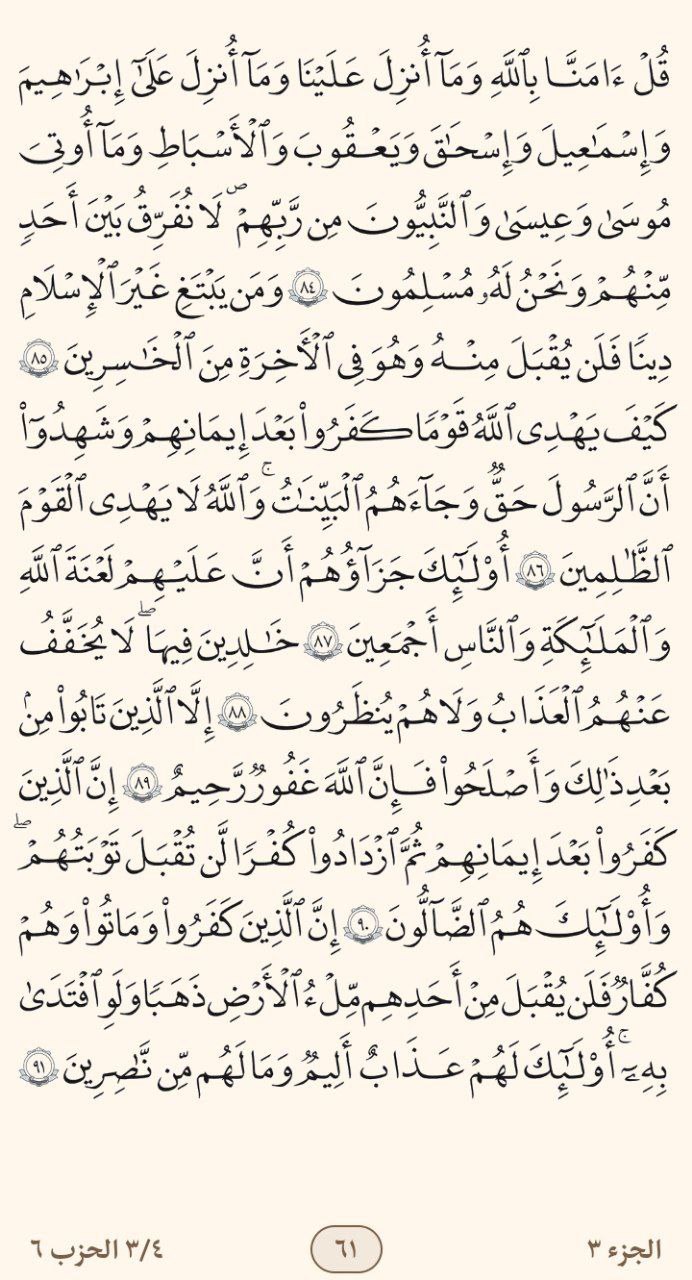 قُلۡ ءَامَنَّا بِٱللَّهِ وَمَآ أُنزِلَ عَلَيۡنَا وَمَآ أُنزِلَ عَلَىٰٓ إِبۡرَٰهِيمَ
وَإِسۡمَٰعِيلَ وَإِسۡحَٰقَ وَيَعۡقُوبَ وَٱلۡأَسۡبَاطِ وَمَآ أُوتِيَ
مُوسَىٰ وَعِيسَىٰ وَٱلنَّبِيُّونَ مِن رَّبِّهِمۡ ۖ لَا نُفَرِّقُ بَيۡنَ أَحَدٖ
مِّنۡهُمۡ وَنَحۡنُ لَهُۥ مُسۡلِمُونَ ٨٤ وَمَن يَبۡتَغِ غَيۡرَ ٱلۡإِسۡلَٰمِ
دِينٗا فَلَن يُقۡبَلَ مِنۡهُ وَهُوَ فِي ٱلۡأٓخِرَةِ مِنَ ٱلۡخَٰسِرِينَ ٨٥
كَيۡفَ يَهۡدِي ٱللَّهُ قَوۡمٗا كَفَرُواْ بَعۡدَ إِيمَٰنِهِمۡ وَشَهِدُوٓاْ
أَنَّ ٱلرَّسُولَ حَقّٞ وَجَآءَهُمُ ٱلۡبَيِّنَٰتُۚ وَٱللَّهُ لَا يَهۡدِي ٱلۡقَوۡمَ
ٱلظَّٰلِمِينَ ٨٦ أُوْلَٰٓئِكَ جَزَآؤُهُمۡ أَنَّ عَلَيۡهِمۡ لَعۡنَةَ ٱللَّهِ
وَٱلۡمَلَٰٓئِكَةِ وَٱلنَّاسِ أَجۡمَعِينَ ٨٧ خَٰلِدِينَ فِيهَا ۖ لَا يُخَفَّفُ
عَنۡهُمُ ٱلۡعَذَابُ وَلَا هُمۡ يُنظَرُونَ ٨٨ إِلَّا ٱلَّذِينَ تَابُواْ مِنۢ
بَعۡدِ ذَٰلِكَ وَأَصۡلَحُواْ فَإِنَّ ٱللَّهَ غَفُورٞ رَّحِيمٌ ٨٩ إِنَّ ٱلَّذِينَ
كَفَرُواْ بَعۡدَ إِيمَٰنِهِمۡ ثُمَّ ٱزۡدَادُواْ كُفۡرٗا لَّن تُقۡبَلَ تَوۡبَتُهُمۡ ۖ
وَأُوْلَٰٓئِكَ هُمُ ٱلضَّآلُّونَ ٩٠ إِنَّ ٱلَّذِينَ كَفَرُواْ وَمَاتُواْ وَهُمۡ
كُفَّارٞ فَلَن يُقۡبَلَ مِنۡ أَحَدِهِم مِّلۡءُ ٱلۡأَرۡضِ ذَهَبٗا وَلَوِ ٱفۡتَدَىٰ
بِهِۦٓۚ أُوْلَٰٓئِكَ لَهُمۡ عَذَابٌ أَلِيمٞ وَمَا لَهُم مِّن نَّٰصِرِينَ ٩١
الجزء ٣
٦١
٣/٤ الحزب ٦